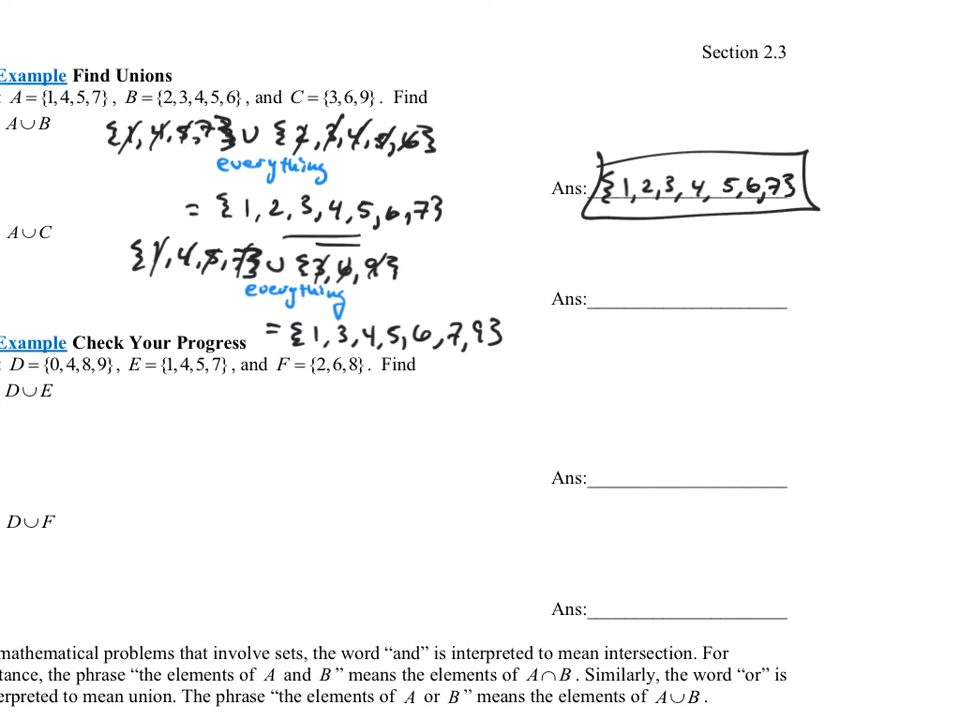 Section 2.3
Example Find Unions
: A = {1,4,5,7}, B = {2,3,4,5,6}, and C = {3,6,9}. Find
A∪B
{1,4,5,7} ∪ {2,3,4,5,6}
everything
= {1,2,3,4,5,6,7}
Ans: {1,2,3,4,5,6,7}
A∪C
{1,4,5,7} ∪ {3,6,9}
everything
= {1,3,4,5,6,7,9}
Ans:
Example Check Your Progress
: D = {0,4,8,9}, E = {1,4,5,7}, and F = {2,6,8}. Find
D∪E
Ans:
D∪F
Ans:
mathematical problems that involve sets, the word “and” is interpreted to mean intersection. For
tance, the phrase “the elements of A and B” means the elements of A∩B. Similarly, the word “or” is
erpreted to mean union. The phrase “the elements of A or B” means the elements of A∪B.